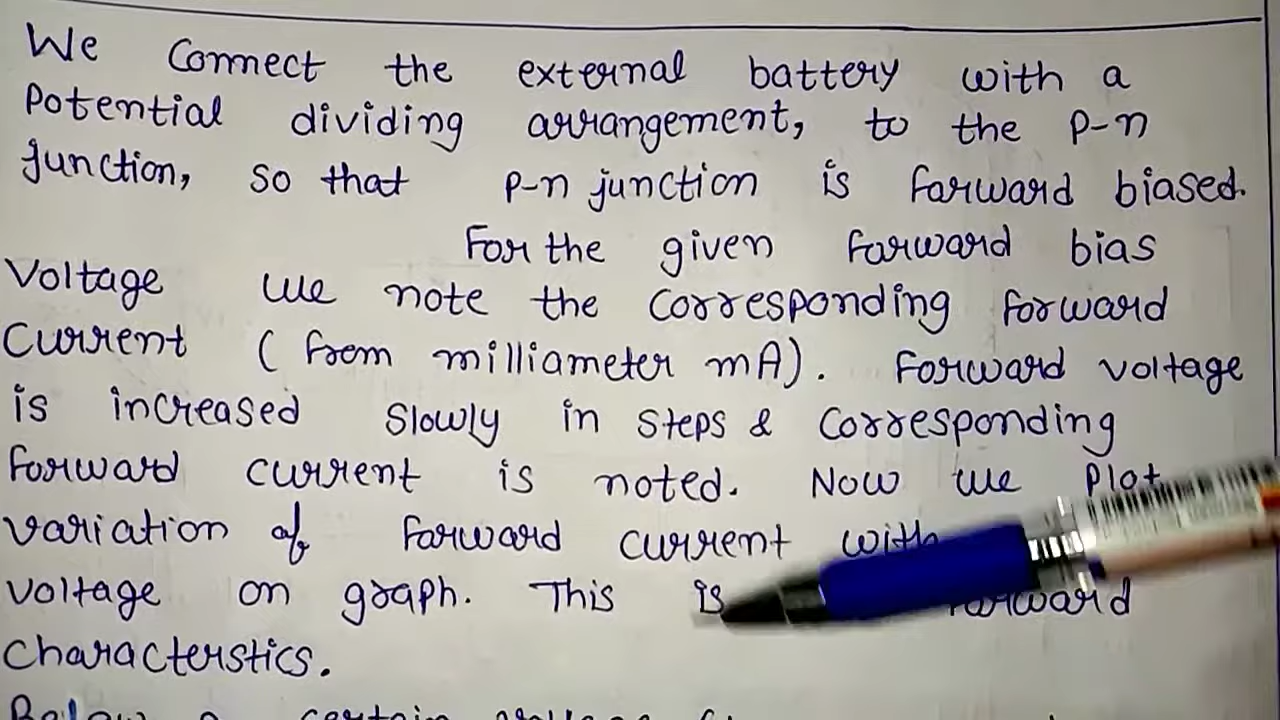 We Connect the external battery with a
Potential dividing arrangement, to the P-n
junction, so that P-n junction is forward biased.
For the given forward bias
Voltage we note the corresponding forward
Current ( from milliameter mA). Forward voltage
is increased slowly in steps & corresponding
forward current is noted. Now we Plot
variation of forward current with
voltage on graph. This is forward
characterstics.
Below a certain